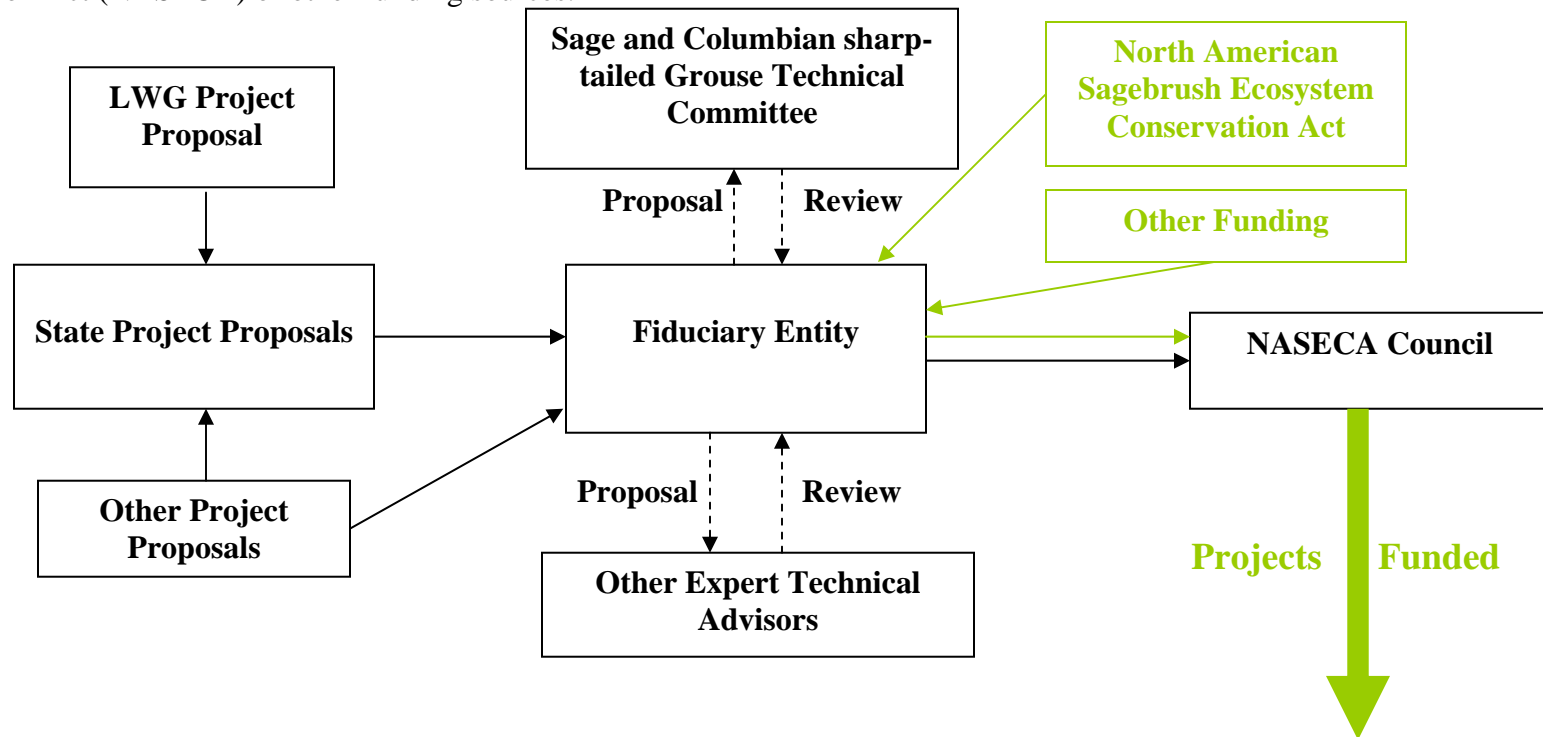 Sage and Columbian sharp-
tailed Grouse Technical
Committee
North American
Sagebrush Ecosystem
Conservation Act
LWG Project
Proposal
Proposal
Review
Other Funding
State Project Proposals
Fiduciary Entity
NASECA Council
Proposal
Review
Other Project
Proposals
Other Expert Technical
Advisors
Projects
Funded